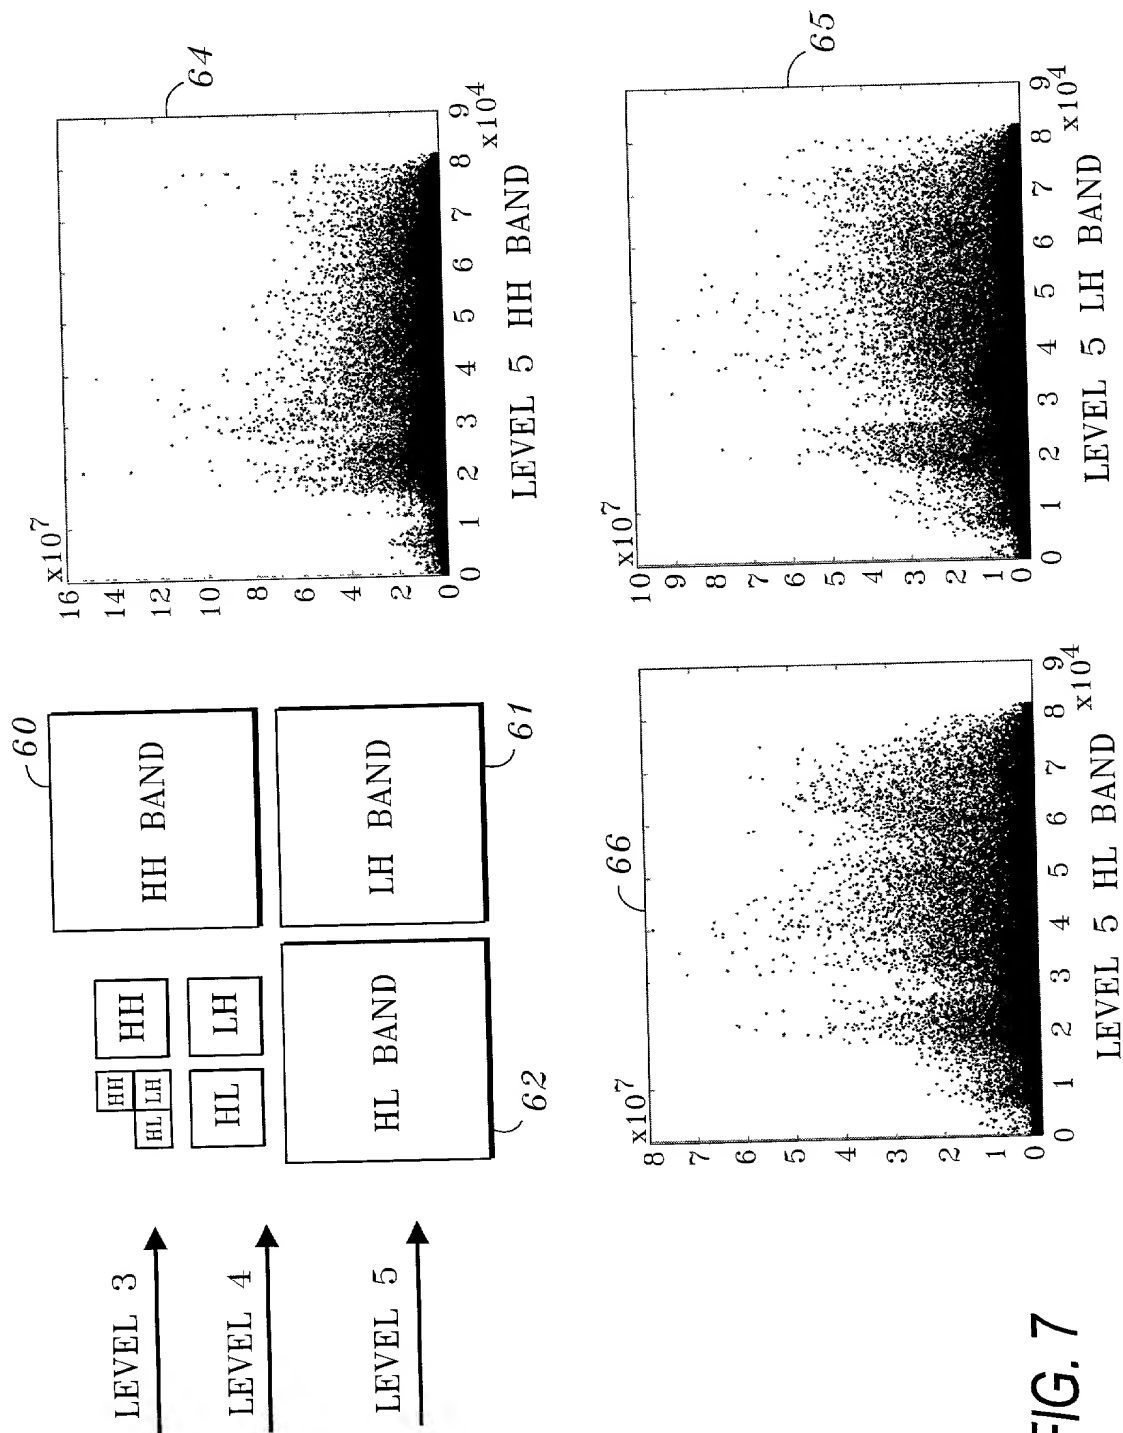 LEVEL 3
LEVEL 4
LEVEL 5
HH
HL
LH
HH
HL
LH
60
HH BAND
62
HL BAND
LH BAND
61
x10^7
16
14
12
10
8
6
4
2
0
0 1 2 3 4 5 6 7 8 9
x10^4
LEVEL 5 HH BAND
64
x10^7
8
7
6
5
4
3
2
1
0
0 1 2 3 4 5 6 7 8 9
x10^4
LEVEL 5 HL BAND
66
x10^7
10
9
8
7
6
5
4
3
2
1
0
0 1 2 3 4 5 6 7 8 9
x10^4
LEVEL 5 LH BAND
65
FIG. 7